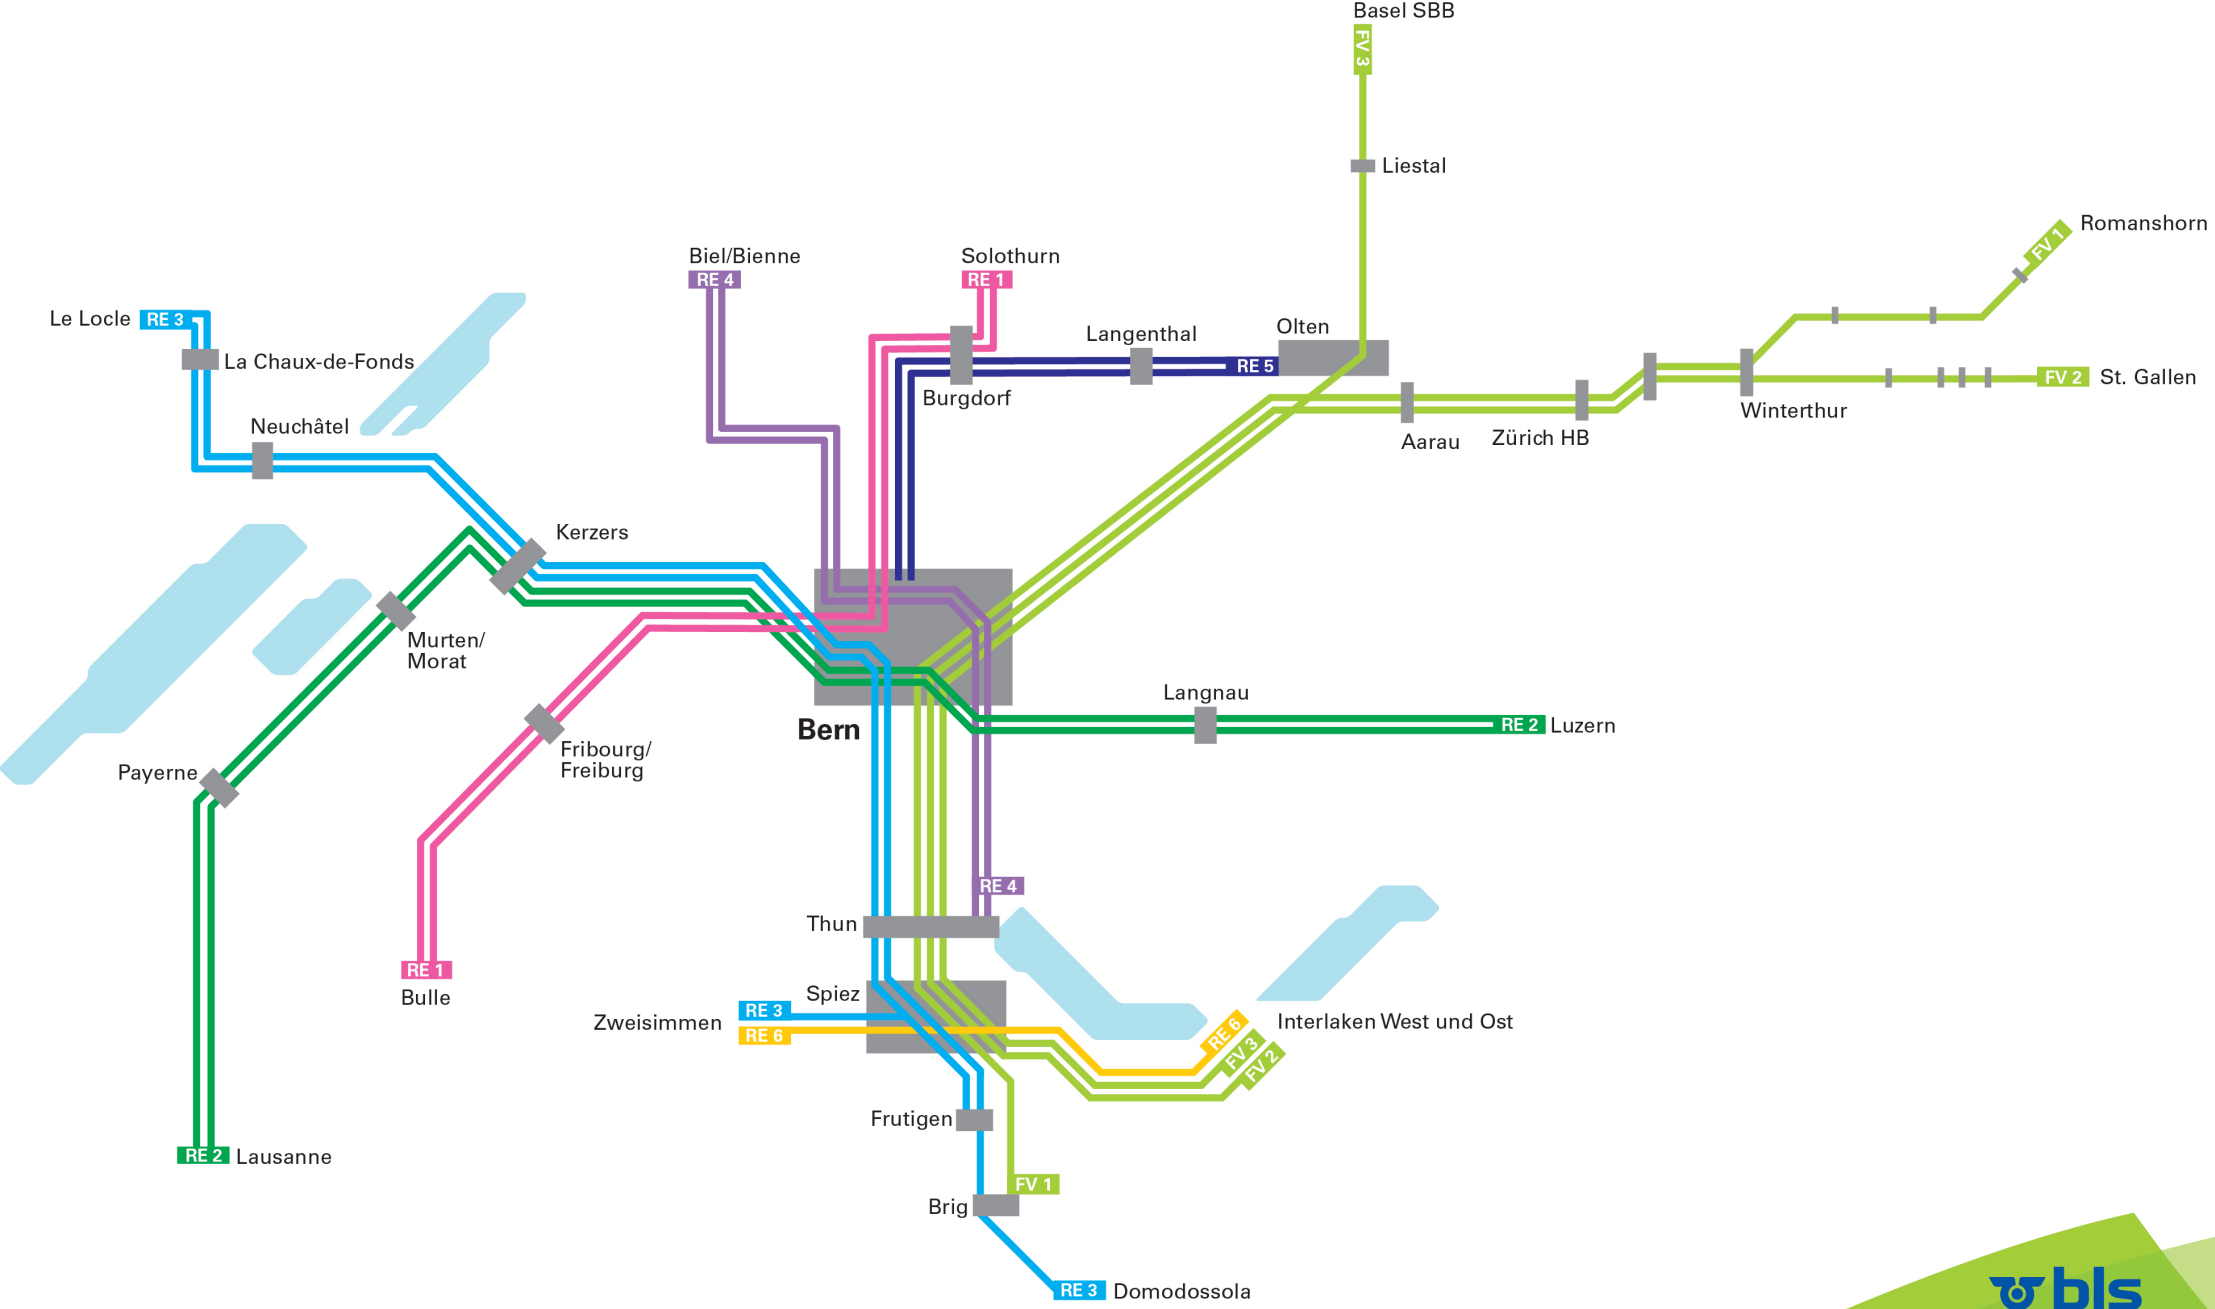 Basel SBB
FV 3
Liestal
Romanshorn
FV 1
Biel/Bienne
RE 4
Solothurn
RE 1
Le Locle
RE 3
La Chaux-de-Fonds
Langenthal
Olten
RE 5
Burgdorf
FV 2
St. Gallen
Winterthur
Aarau
Zürich HB
Neuchâtel
Kerzers
Murten/
Morat
Langnau
Bern
RE 2
Luzern
Fribourg/
Freiburg
Payerne
RE 4
Thun
RE 1
Bulle
Spiez
Zweisimmen
RE 3
RE 6
RE 6
FV 3
FV 2
Interlaken West und Ost
Frutigen
RE 2
Lausanne
FV 1
Brig
RE 3
Domodossola
bls